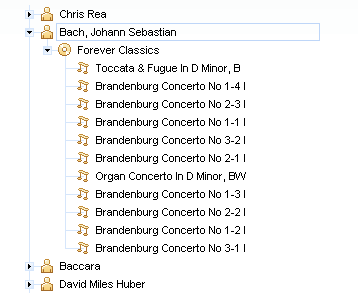 Chris Rea
Bach, Johann Sebastian
Forever Classics
Toccata & Fugue In D Minor, B
Brandenburg Concerto No 1-4 I
Brandenburg Concerto No 2-3 I
Brandenburg Concerto No 1-1 I
Brandenburg Concerto No 3-2 I
Brandenburg Concerto No 2-1 I
Organ Concerto In D Minor, BW
Brandenburg Concerto No 1-3 I
Brandenburg Concerto No 2-2 I
Brandenburg Concerto No 1-2 I
Brandenburg Concerto No 3-1 I
Baccara
David Miles Huber